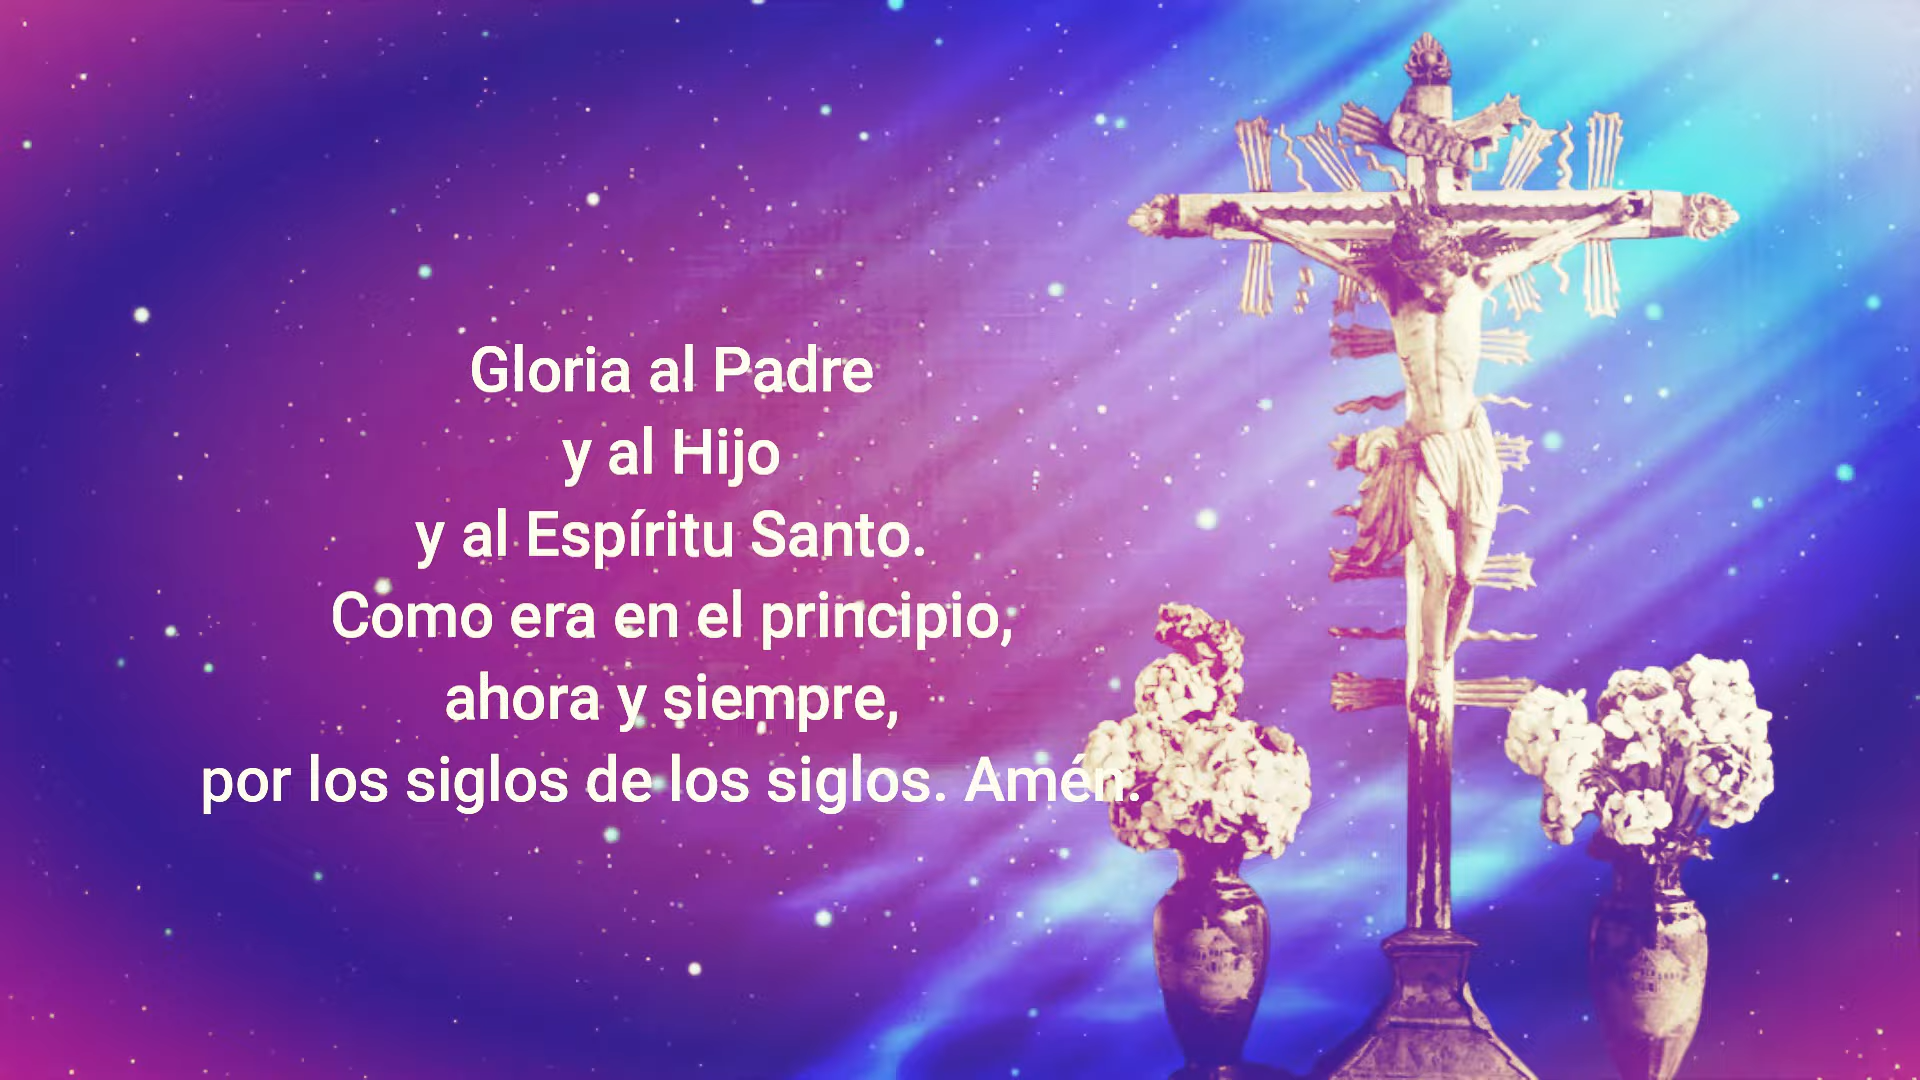 Gloria al Padre
y al Hijo
y al Espíritu Santo.
Como era en el principio,
ahora y siempre,
por los siglos de los siglos. Amén.